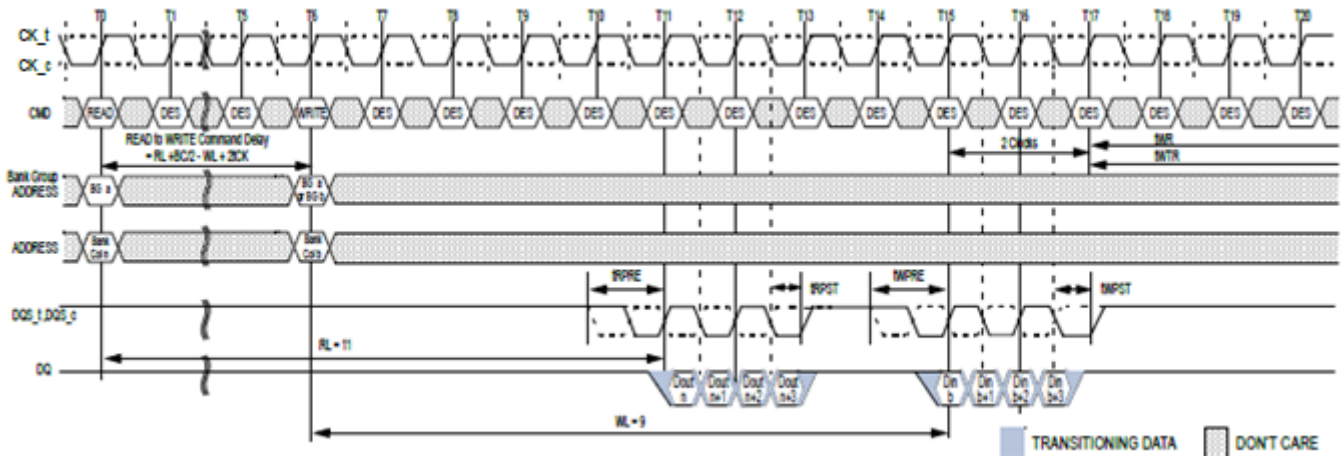 T0 T1 T5 T6 T7 T8 T9 T10 T11 T12 T13 T14 T15 T16 T17 T18 T19 T20
CK_t
CK_c
CMD READ DES DES WRITE DES DES DES DES DES DES DES DES DES DES DES DES DES DES
READ to WRITE Command Delay
= RL +BC/2 - WL + 2tCK
2 Clocks
tWR
tWTR
Bank Group
ADDRESS
BG a
BG a
or BG b
ADDRESS
Bank
Col n
Bank
Col b
tRPRE
tRPST
tWPRE
tWPST
DQS_t,DQS_c
RL = 11
DQ
Dout
n
Dout
n+1
Dout
n+2
Dout
n+3
Din
b
Din
b+1
Din
b+2
Din
b+3
WL = 9
TRANSITIONING DATA
DON'T CARE